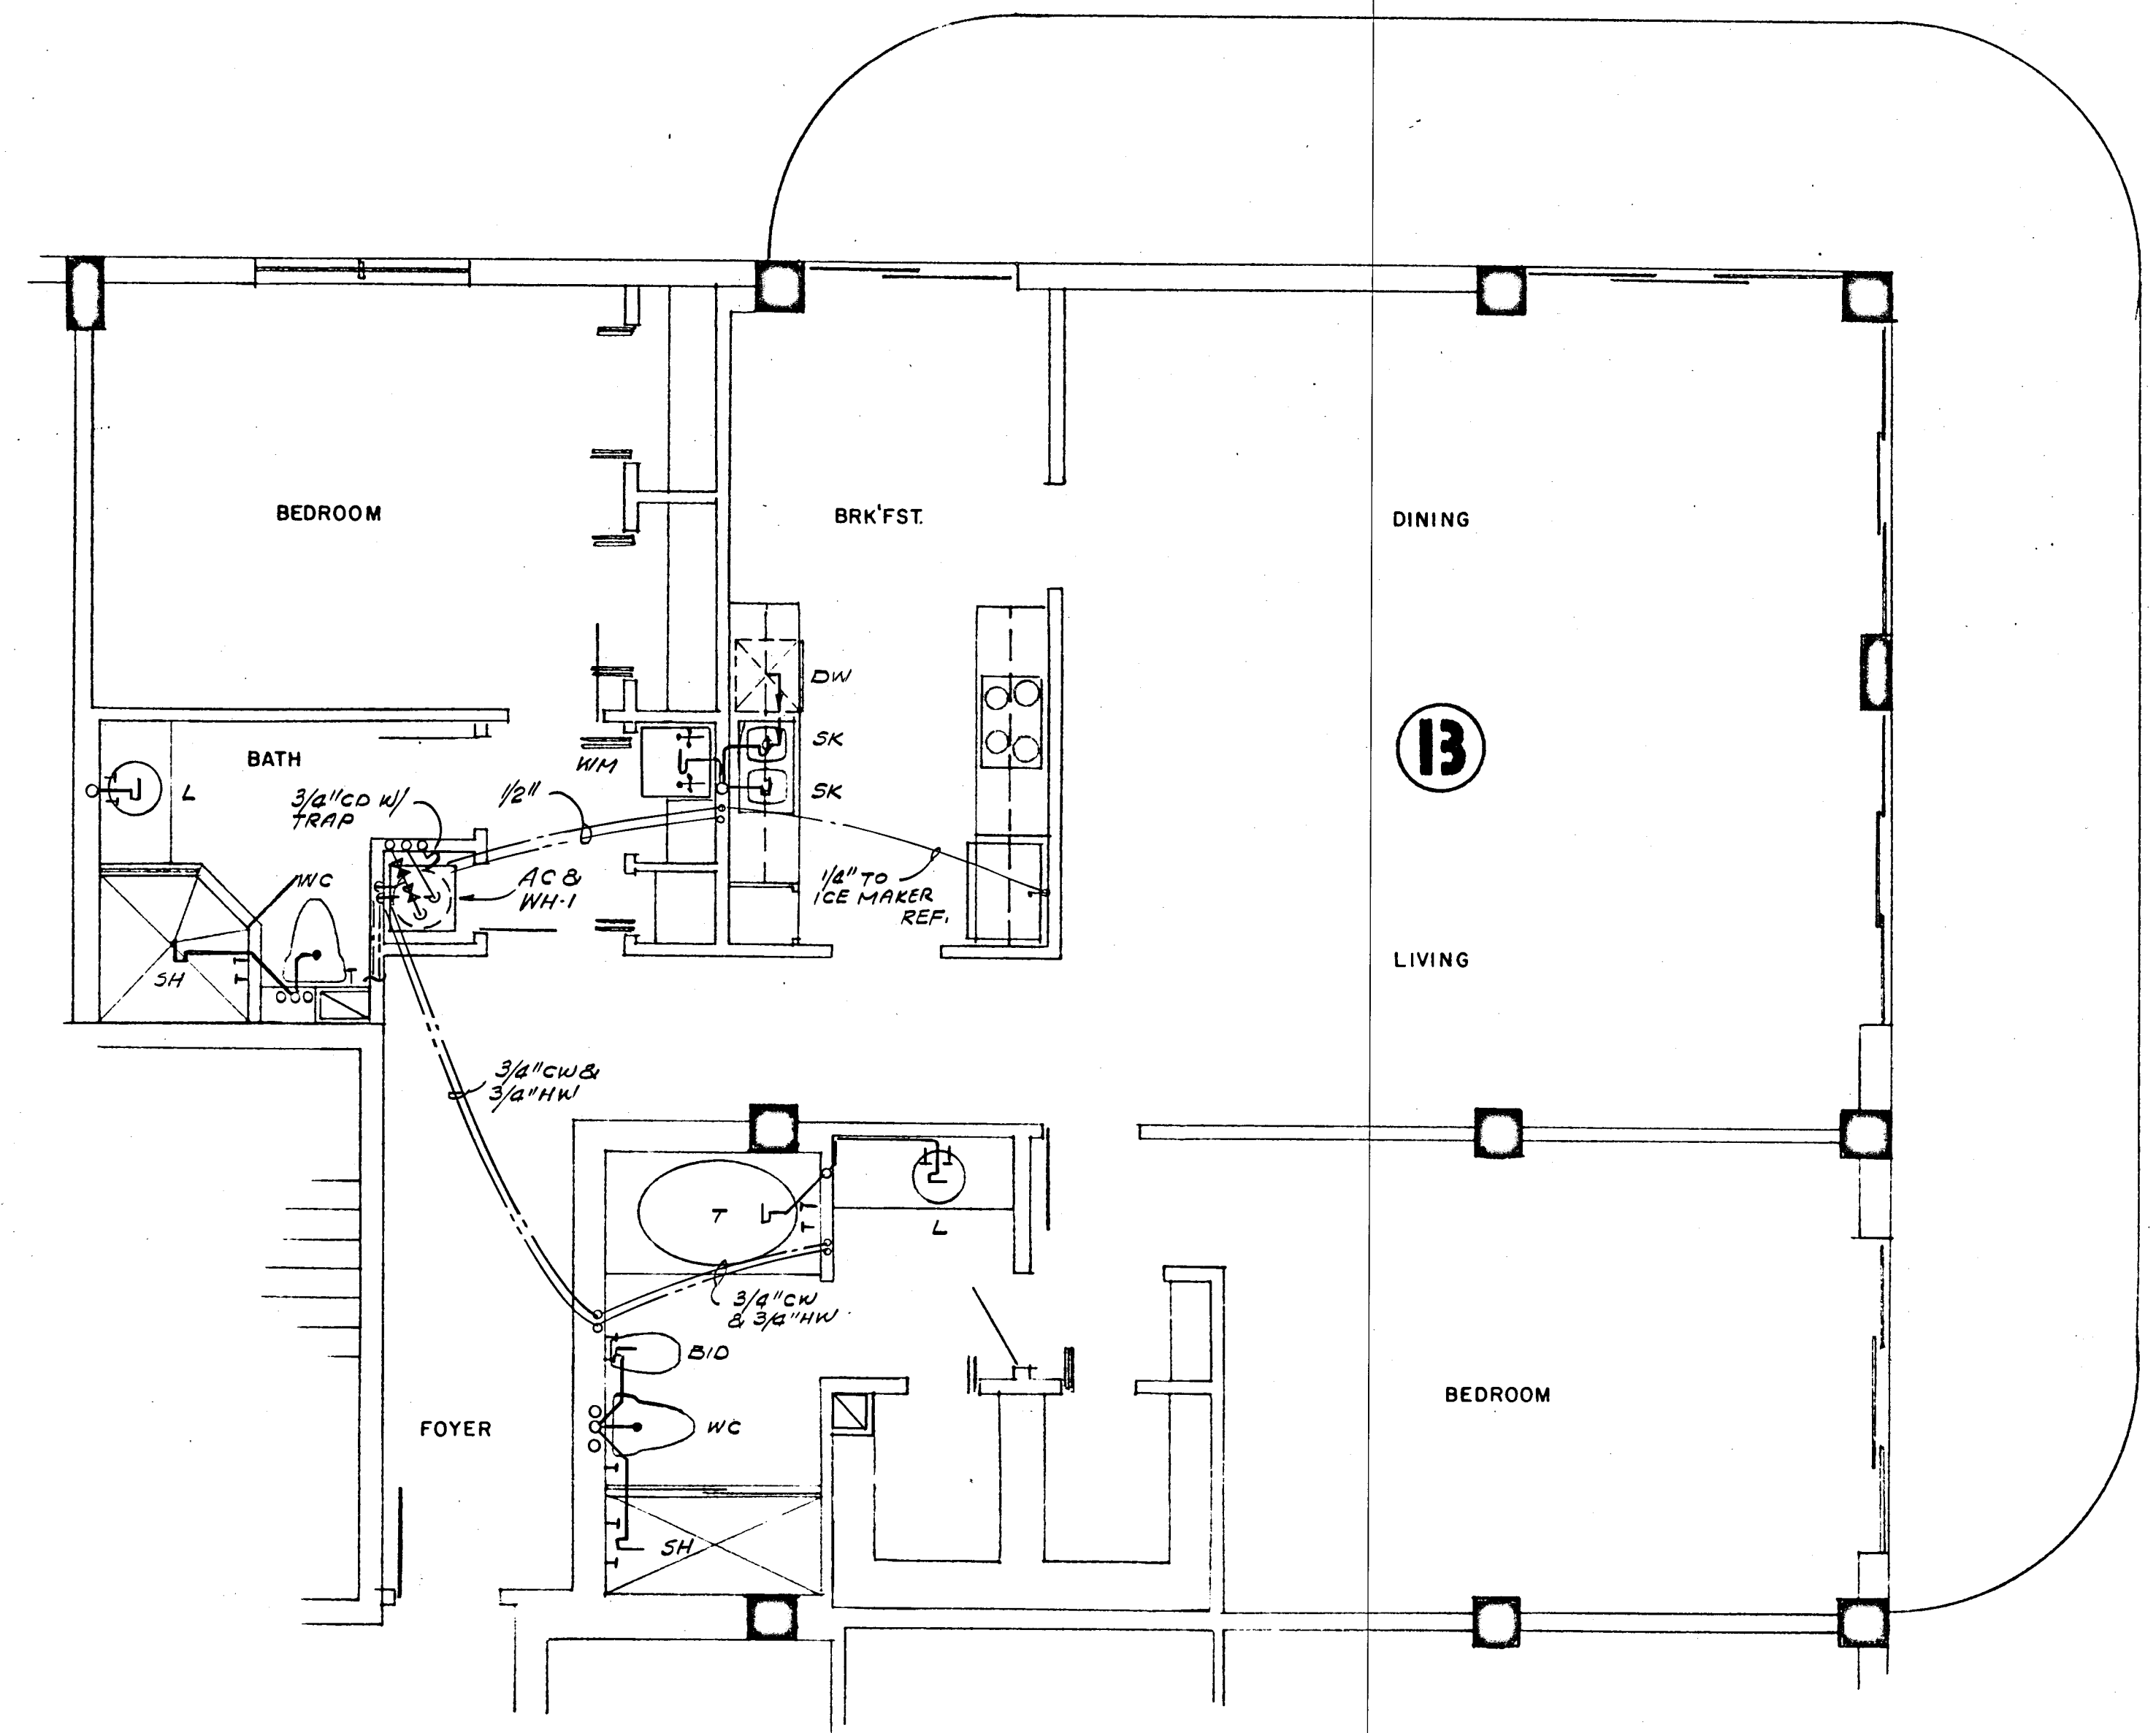 BEDROOM
BRK'FST.
DINING
DW
SK
13
BATH
WM
L
SK
3/4"CD W/
TRAP
1/2"
WC
AC &
WH-1
1/4" TO
ICE MAKER
REF.
LIVING
SH
3/4"CW &
3/4"HW
T
L
3/4"CW
& 3/4"HW
BID
BEDROOM
FOYER
WC
SH